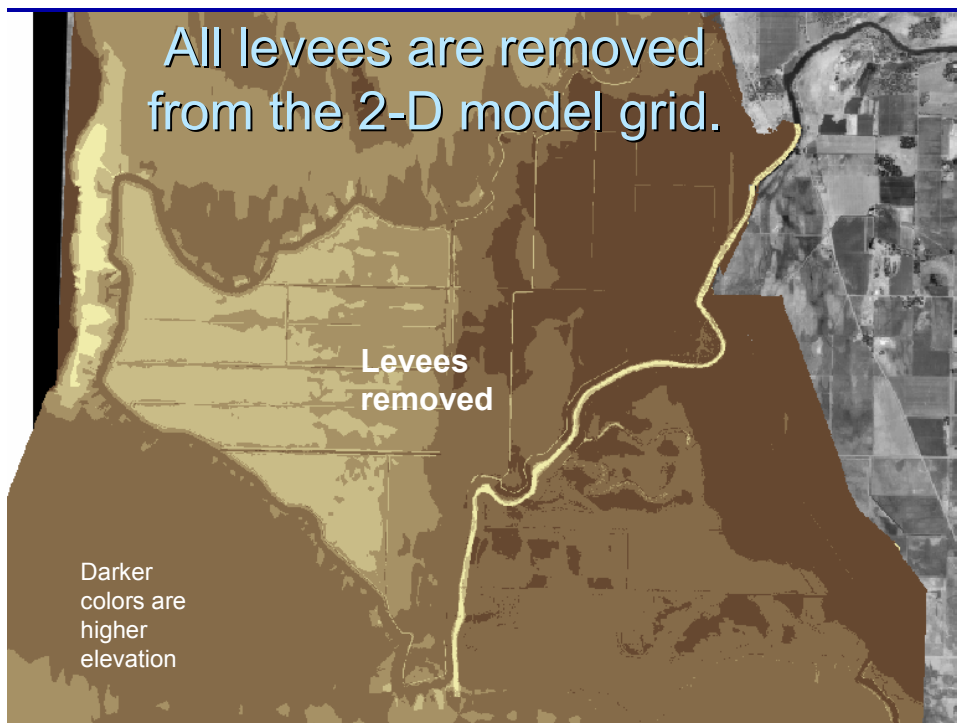 All levees are removed
from the 2-D model grid.
Levees
removed
Darker
colors are
higher
elevation